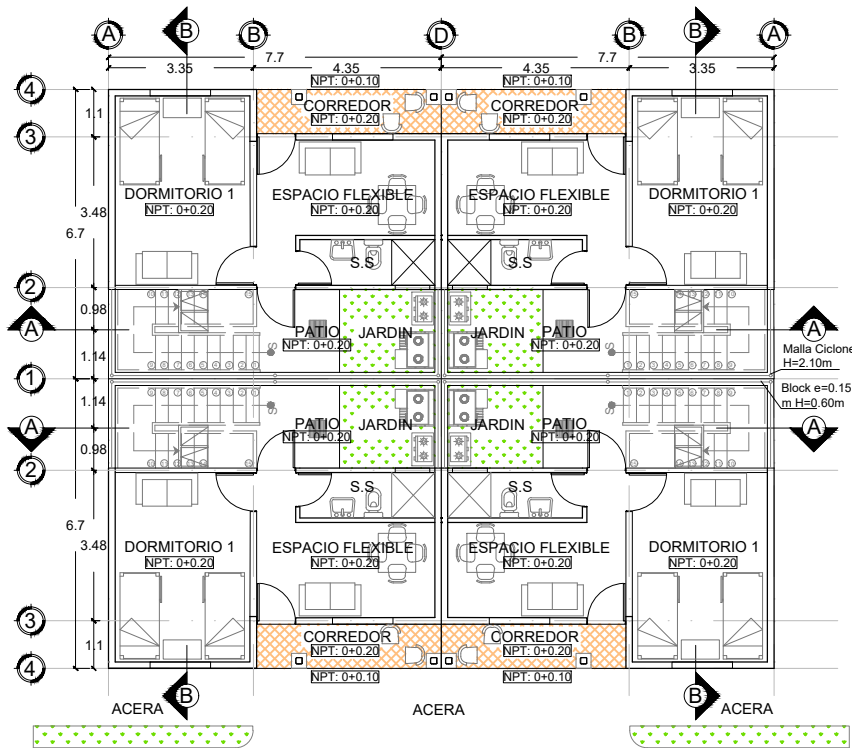 A B B D B B A
7.7 7.7
3.35 4.35 4.35 3.35
NPT: 0+0.10 NPT: 0+0.10
4
CORREDOR CORREDOR
1.1
NPT: 0+0.20 NPT: 0+0.20
3
DORMITORIO 1 ESPACIO FLEXIBLE ESPACIO FLEXIBLE DORMITORIO 1
NPT: 0+0.20 NPT: 0+0.20 NPT: 0+0.20 NPT: 0+0.20
3.48
6.7
S.S S.S
2
0.98
A PATIO JARDIN JARDIN PATIO A
NPT: 0+0.20 NPT: 0+0.20
1.14
Malla Ciclone
H=2.10m
1
Block e=0.15
m H=0.60m
1.14
A PATIO JARDIN JARDIN PATIO A
NPT: 0+0.20 NPT: 0+0.20
0.98
2
S.S S.S
6.7
3.48
DORMITORIO 1 ESPACIO FLEXIBLE ESPACIO FLEXIBLE DORMITORIO 1
NPT: 0+0.20 NPT: 0+0.20 NPT: 0+0.20 NPT: 0+0.20
3
CORREDOR CORREDOR
1.1
NPT: 0+0.20 NPT: 0+0.20
4
NPT: 0+0.10 NPT: 0+0.10
B B
ACERA ACERA ACERA